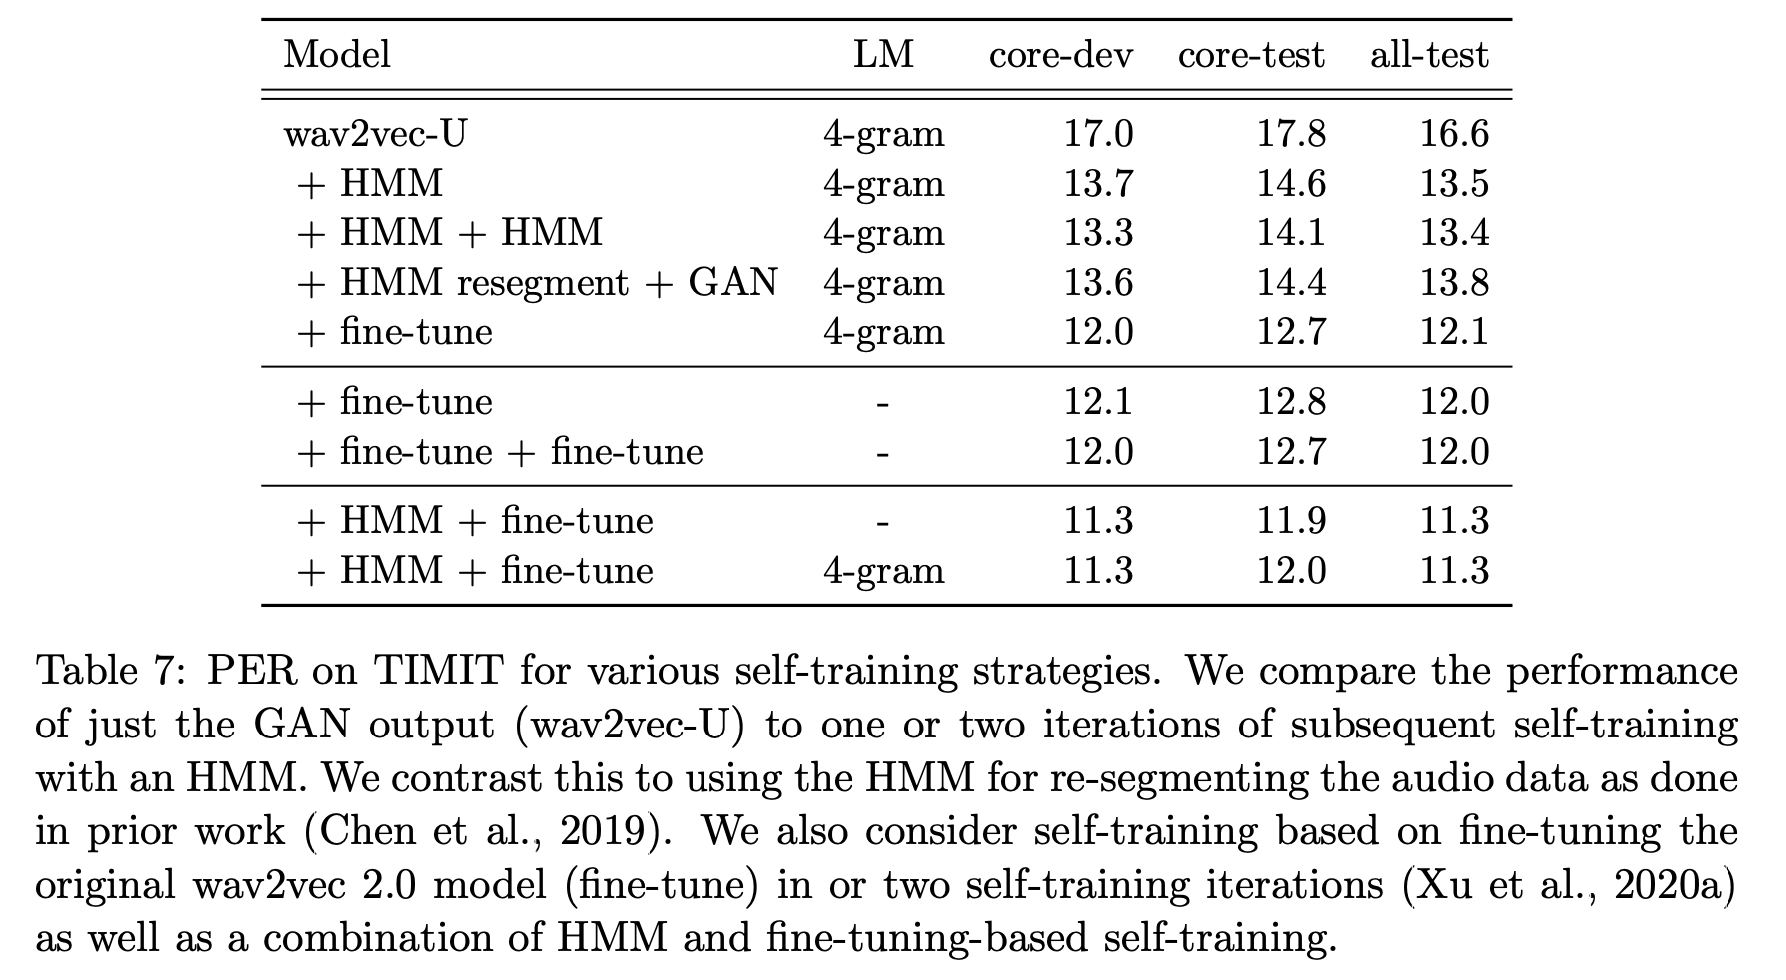 Model LM core-dev core-test all-test
wav2vec-U 4-gram 17.0 17.8 16.6
+ HMM 4-gram 13.7 14.6 13.5
+ HMM + HMM 4-gram 13.3 14.1 13.4
+ HMM resegment + GAN 4-gram 13.6 14.4 13.8
+ fine-tune 4-gram 12.0 12.7 12.1
+ fine-tune - 12.1 12.8 12.0
+ fine-tune + fine-tune - 12.0 12.7 12.0
+ HMM + fine-tune - 11.3 11.9 11.3
+ HMM + fine-tune 4-gram 11.3 12.0 11.3
Table 7: PER on TIMIT for various self-training strategies. We compare the performance
of just the GAN output (wav2vec-U) to one or two iterations of subsequent self-training
with an HMM. We contrast this to using the HMM for re-segmenting the audio data as done
in prior work (Chen et al., 2019). We also consider self-training based on fine-tuning the
original wav2vec 2.0 model (fine-tune) in or two self-training iterations (Xu et al., 2020a)
as well as a combination of HMM and fine-tuning-based self-training.